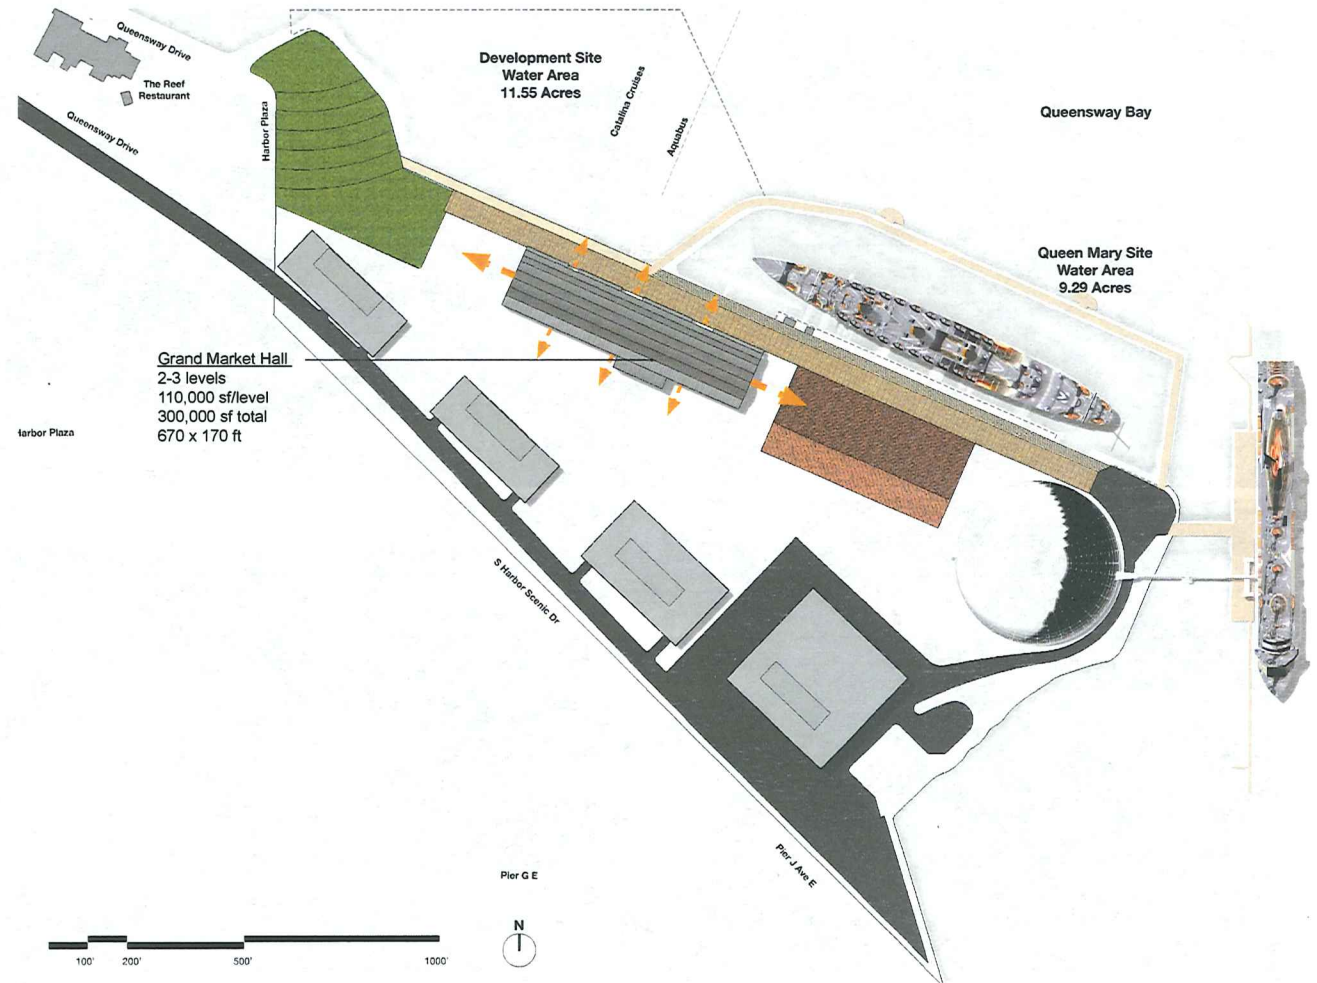 Queensway Drive
The Reef
Restaurant
Queensway Drive
Harbor Plaza
Development Site
Water Area
11.55 Acres
Catalina Cruises
Aquabus
Queensway Bay
Queen Mary Site
Water Area
9.29 Acres
Grand Market Hall
2-3 levels
110,000 sf/level
300,000 sf total
670 x 170 ft
Harbor Plaza
S Harbor Scenic Dr
Pier J Ave E
Pier G E
N
100' 200' 500' 1000'